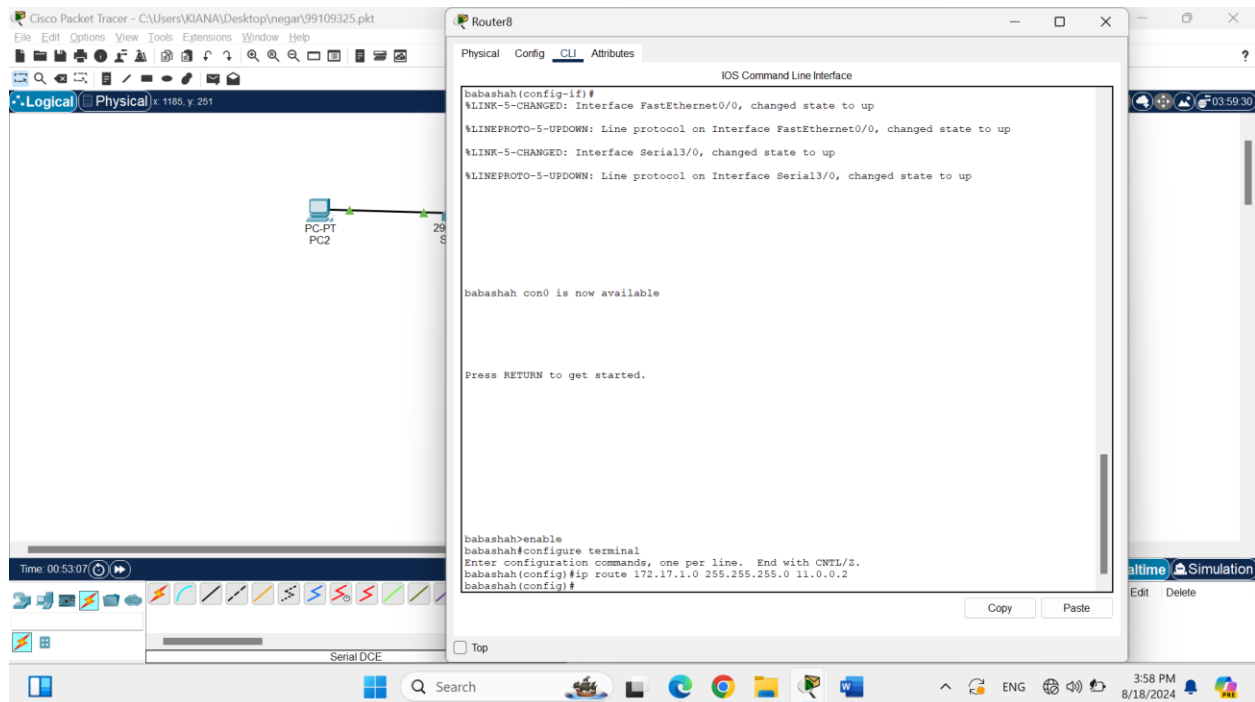 Cisco Packet Tracer - C:\Users\KIANA\Desktop\negar\99109325.pkt
File Edit Options View Tools Extensions Window Help
?
Logical Physical x: 1185, y: 251
03:59:30
PC-PT
PC2
29
S
Router8
Physical Config CLI Attributes
IOS Command Line Interface
babashah(config-if)#
%LINK-5-CHANGED: Interface FastEthernet0/0, changed state to up
%LINEPROTO-5-UPDOWN: Line protocol on Interface FastEthernet0/0, changed state to up
%LINK-5-CHANGED: Interface Serial3/0, changed state to up
%LINEPROTO-5-UPDOWN: Line protocol on Interface Serial3/0, changed state to up
babashah con0 is now available
Press RETURN to get started.
babashah>enable
babashah#configure terminal
Enter configuration commands, one per line. End with CNTL/Z.
babashah(config)#ip route 172.17.1.0 255.255.255.0 11.0.0.2
babashah(config)#
Copy Paste
Top
Time: 00:53:07
altime Simulation
Edit Delete
Serial DCE
Search
ENG
3:58 PM
8/18/2024
PRE